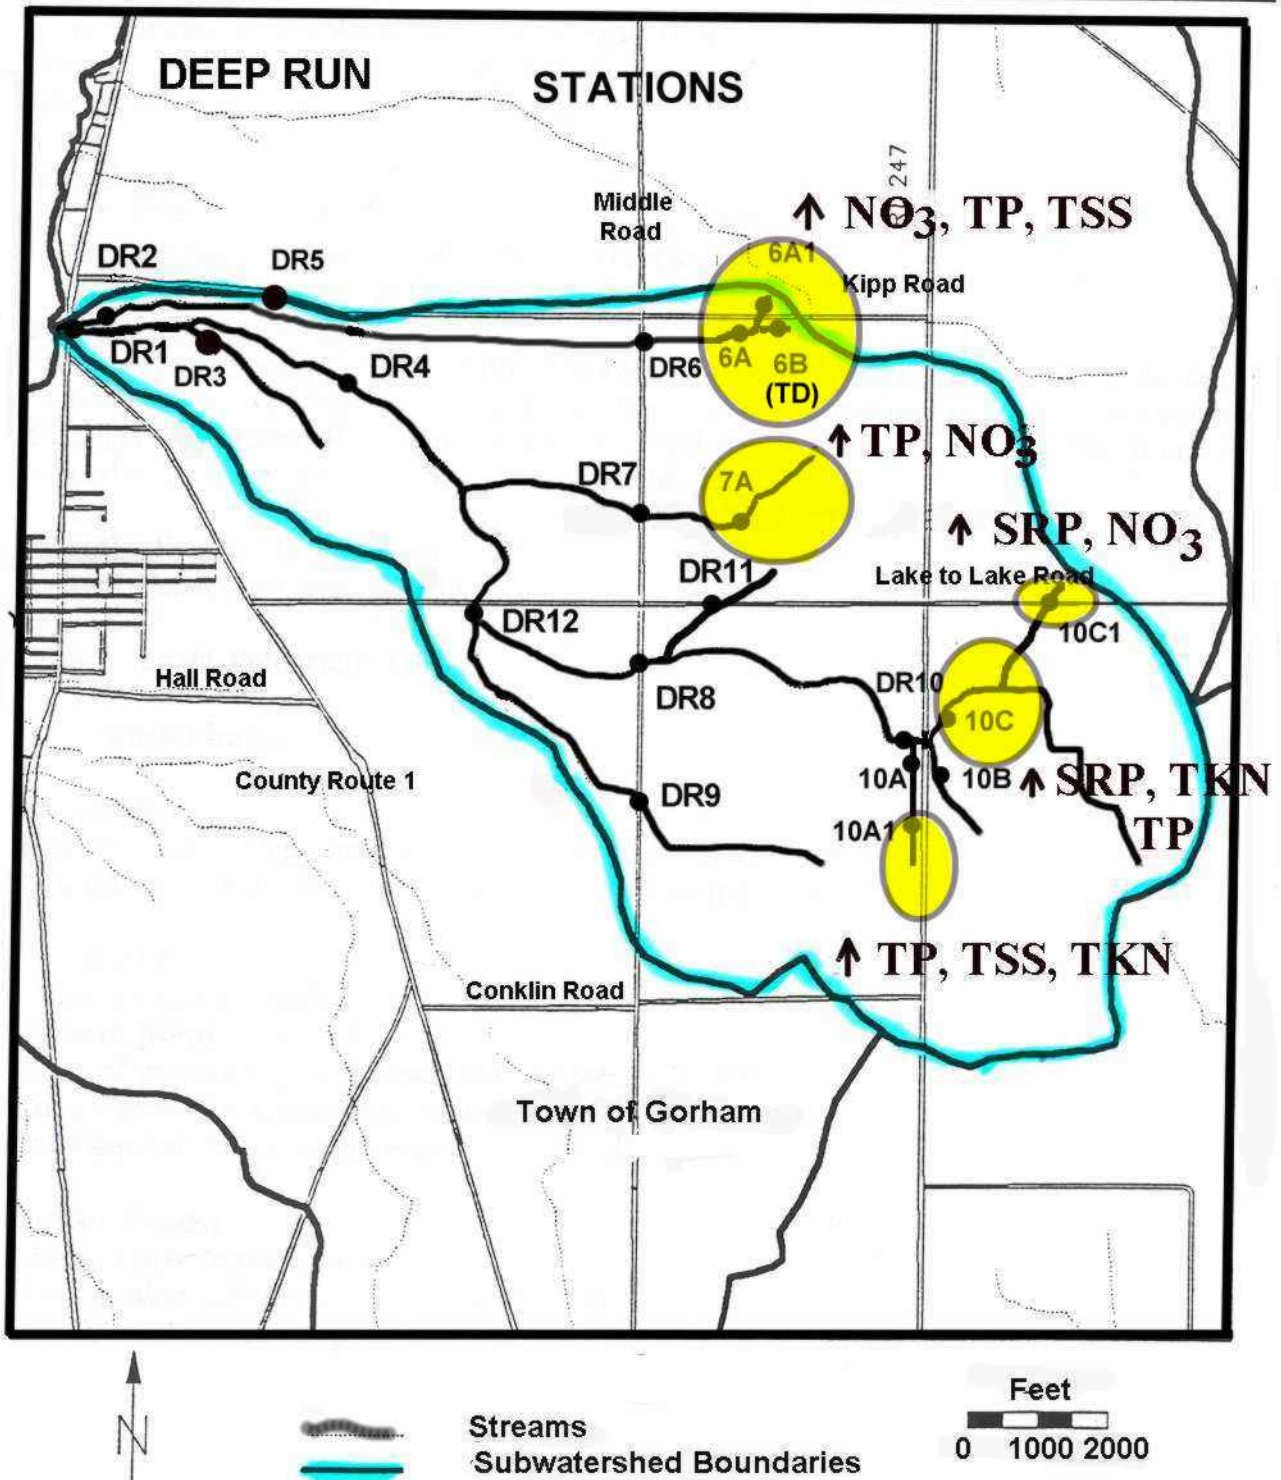 DEEP RUN STATIONS
247
Middle
Road
↑ NO3, TP, TSS
6A1
DR2
DR5
Kipp Road
DR1
DR3
DR4
DR6
6A
6B
(TD)
↑ TP, NO3
DR7
7A
↑ SRP, NO3
DR11
Lake to Lake Road
DR12
10C1
Hall Road
DR8
DR10
10C
County Route 1
DR9
10A
10B
↑ SRP, TKN
TP
10A1
↑ TP, TSS, TKN
Conklin Road
Town of Gorham
N
Feet
0 1000 2000
Streams
Subwatershed Boundaries